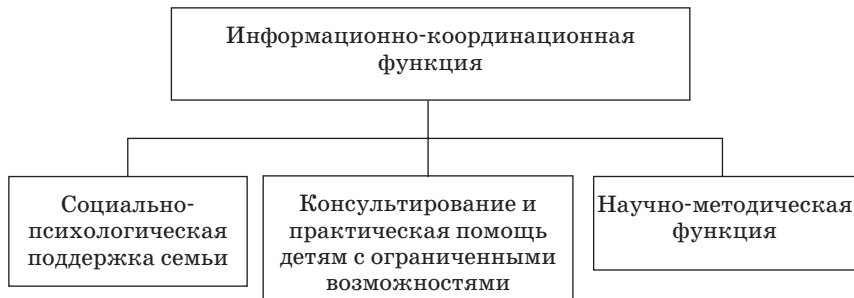 Информационно-координационная
функция
Социально-
психологическая
поддержка семьи
Консультирование и
практическая помощь
детям с ограниченными
возможностями
Научно-методическая
функция